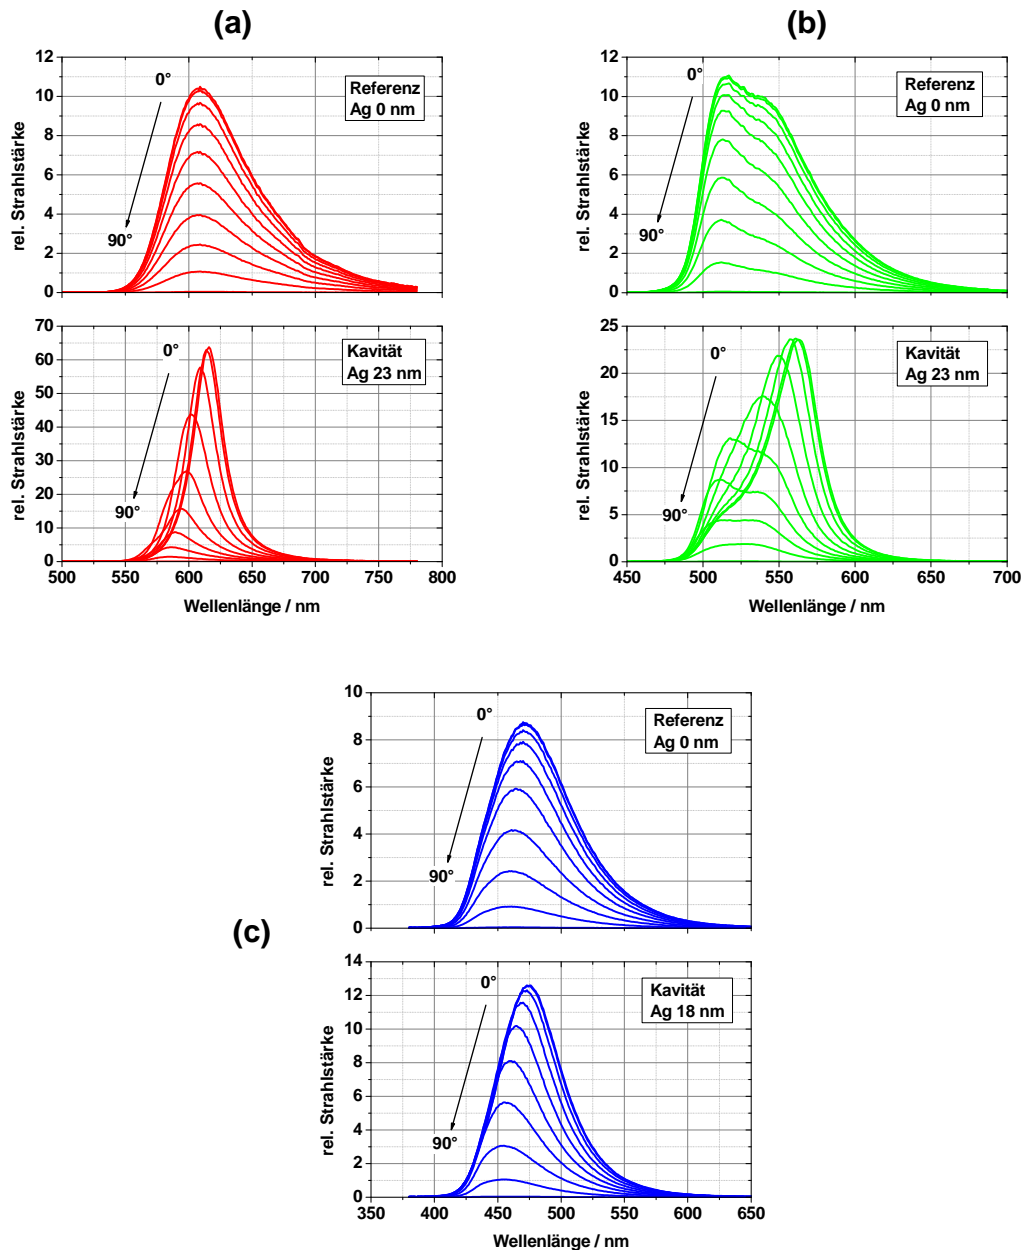 (a)
12
10
8
6
4
2
0
rel. Strahlstärke
0°
90°
Referenz
Ag 0 nm
70
60
50
40
30
20
10
0
rel. Strahlstärke
0°
90°
Kavität
Ag 23 nm
500 550 600 650 700 750 800
Wellenlänge / nm
(b)
12
10
8
6
4
2
0
rel. Strahlstärke
0°
90°
Referenz
Ag 0 nm
25
20
15
10
5
0
rel. Strahlstärke
0°
90°
Kavität
Ag 23 nm
450 500 550 600 650 700
Wellenlänge / nm
(c)
10
8
6
4
2
0
rel. Strahlstärke
0°
90°
Referenz
Ag 0 nm
14
12
10
8
6
4
2
0
rel. Strahlstärke
0°
90°
Kavität
Ag 18 nm
350 400 450 500 550 600 650
Wellenlänge / nm